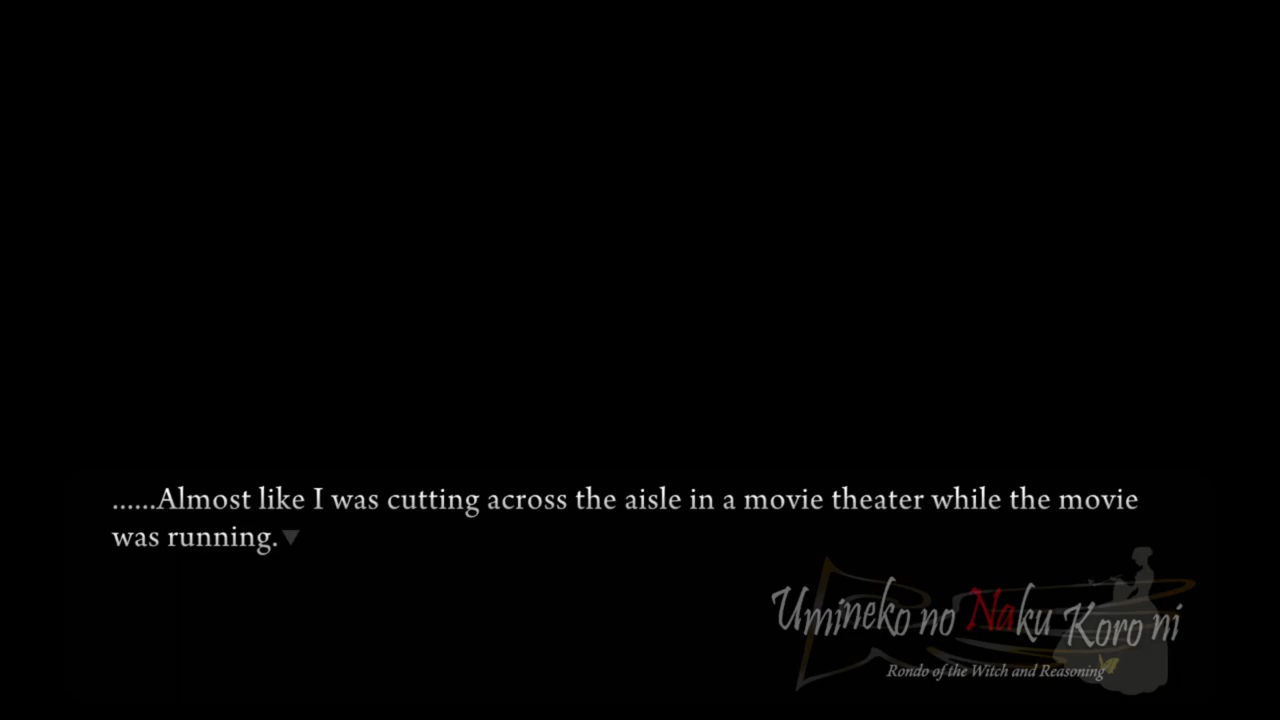 ......Almost like I was cutting across the aisle in a movie theater while the movie
was running.
Umineko no Naku Koro ni
Rondo of the Witch and Reasoning